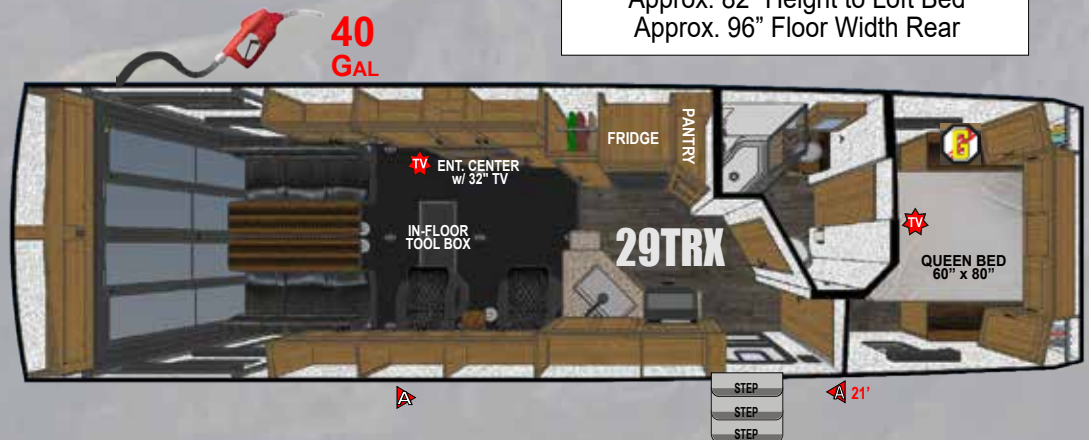 Approx. 82" Height to Loft Bed
Approx. 96” Floor Width Rear
40
GAL
PANTRY
FRIDGE
TV
ENT. CENTER
w/ 32" TV
G
TV
IN-FLOOR
TOOL BOX
29TRX
QUEEN BED
60” x 80”
A
A 21'
STEP
STEP
STEP